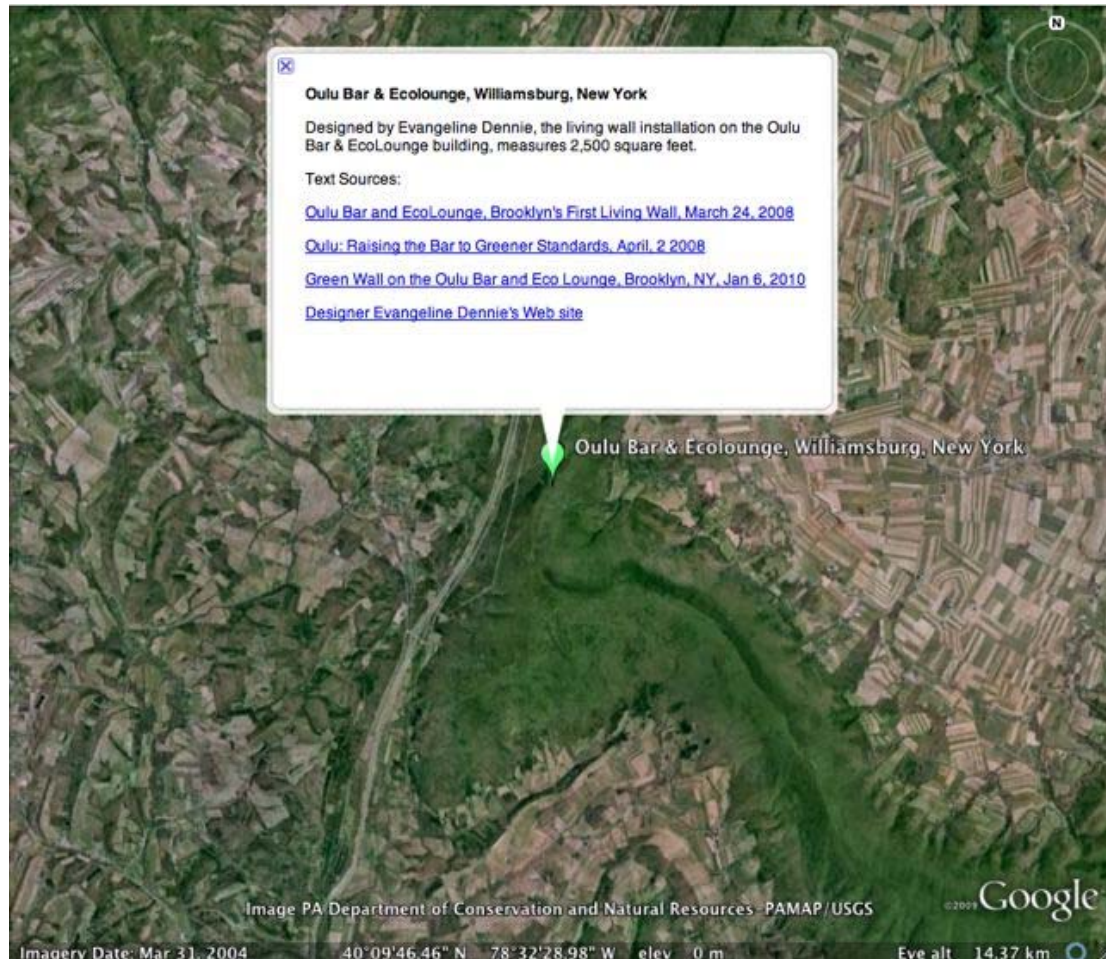 N
Oulu Bar & Ecolounge, Williamsburg, New York
Designed by Evangeline Dennie, the living wall installation on the Oulu
Bar & EcoLounge building, measures 2,500 square feet.
Text Sources:
Oulu Bar and EcoLounge, Brooklyn's First Living Wall, March 24, 2008
Oulu: Raising the Bar to Greener Standards, April, 2 2008
Green Wall on the Oulu Bar and Eco Lounge, Brooklyn, NY, Jan 6, 2010
Designer Evangeline Dennie's Web site
Oulu Bar & Ecolounge, Williamsburg, New York
Image PA Department of Conservation and Natural Resources-PAMAP/USGS
©2009 Google
Imagery Date: Mar 31, 2004 40°09'46.46" N 78°32'28.98" W elev 0 m Eye alt 14.37 km